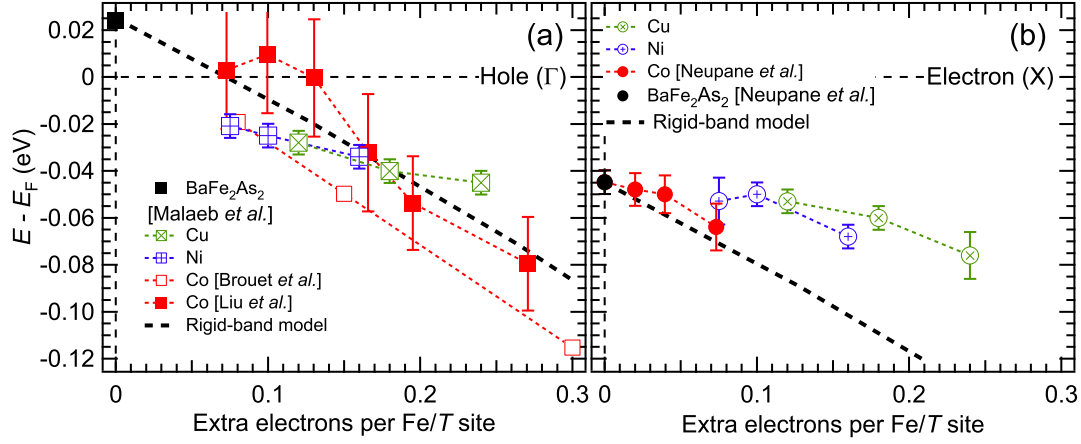 (a)
0.02
0
-0.02
-0.04
-0.06
-0.08
-0.10
-0.12
E - E_F (eV)
Hole (Γ)
BaFe₂As₂
[Malaeb et al.]
Cu
Ni
Co [Brouet et al.]
Co [Liu et al.]
Rigid-band model
0
0.1
0.2
0.3
Extra electrons per Fe/T site
(b)
Cu
Ni
Co [Neupane et al.]
BaFe₂As₂ [Neupane et al.]
Rigid-band model
Electron (X)
0
0.1
0.2
0.3
Extra electrons per Fe/T site